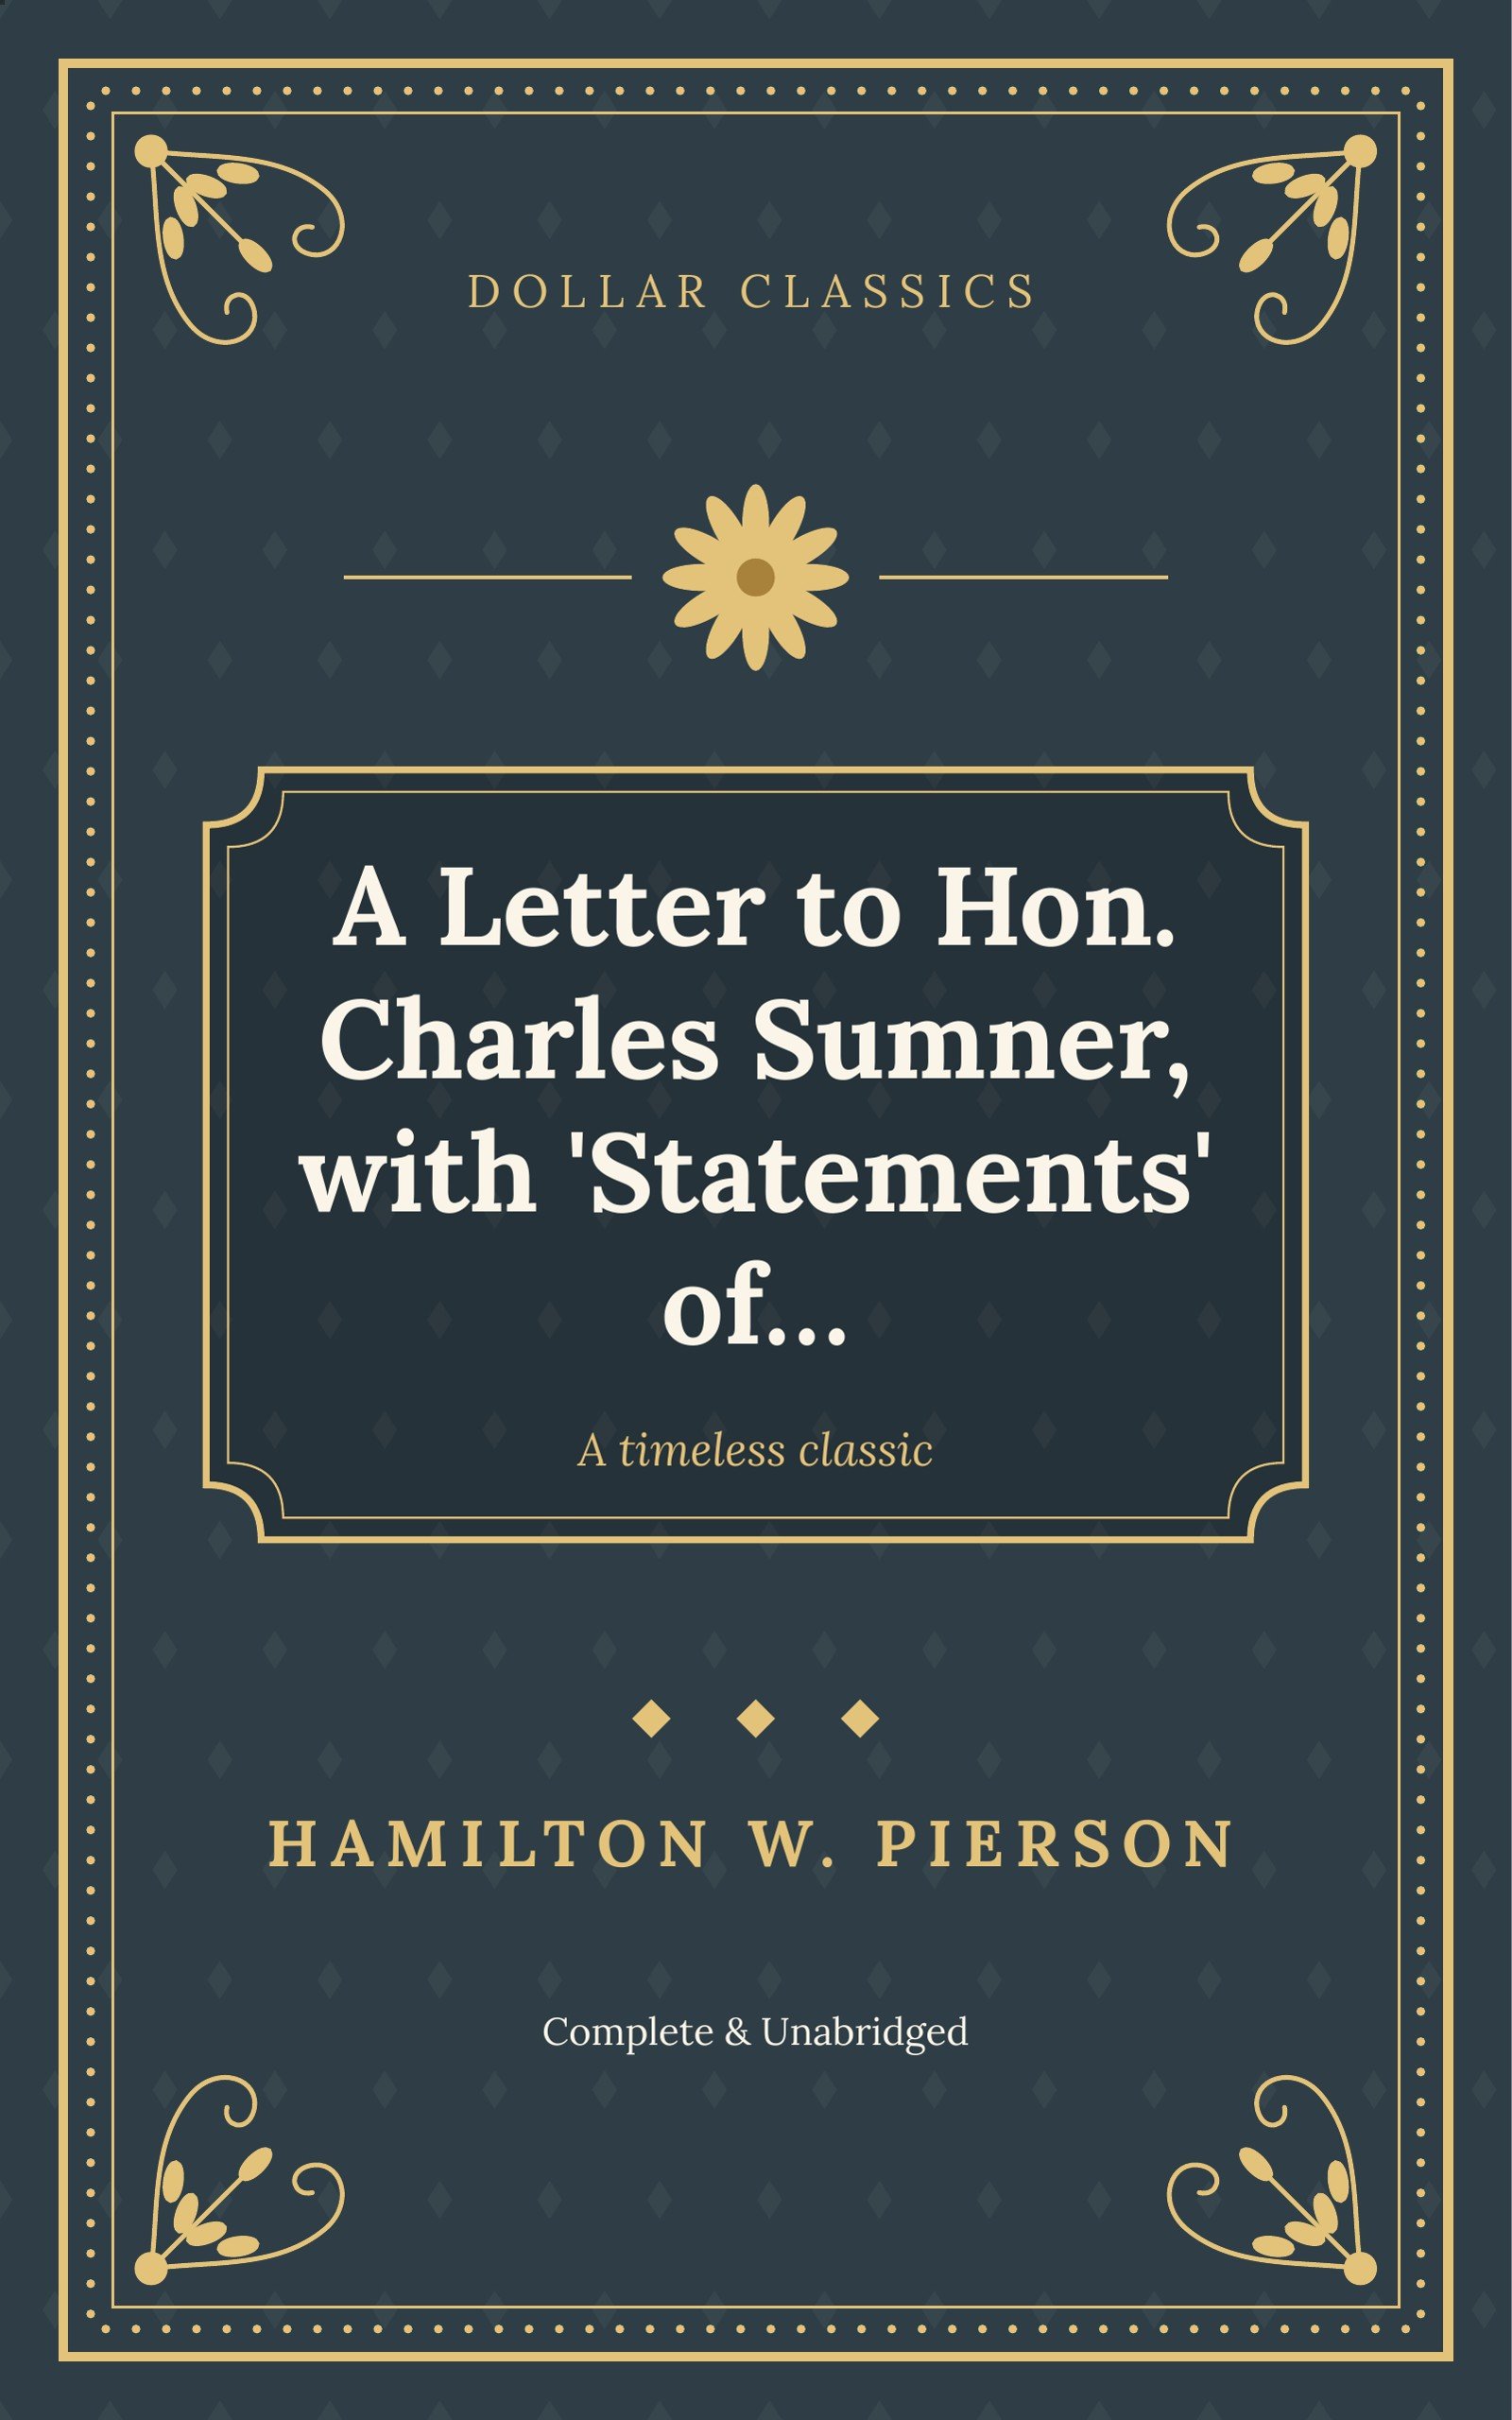 DOLLAR CLASSICS
A Letter to Hon.
Charles Sumner,
with 'Statements'
of...
A timeless classic
HAMILTON W. PIERSON
Complete & Unabridged